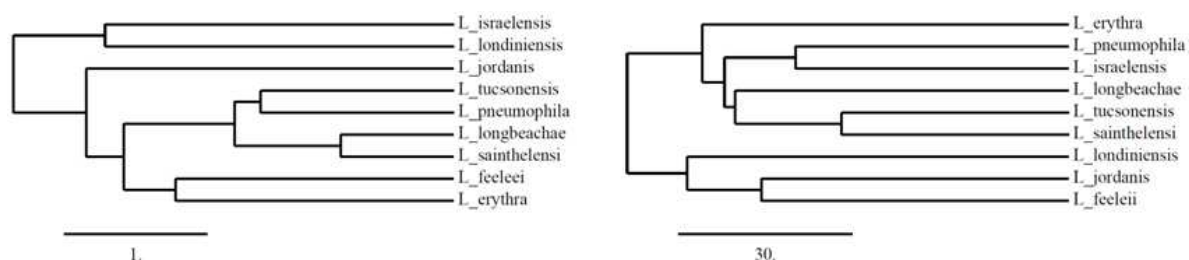 L_israelensis
L_londiniensis
L_jordanis
L_tucsonensis
L_pneumophila
L_longbeachae
L_sainthelensi
L_feeleei
L_erythra
1.
L_erythra
L_pneumophila
L_israelensis
L_longbeachae
L_tucsonensis
L_sainthelensi
L_londiniensis
L_jordanis
L_feeleii
30.